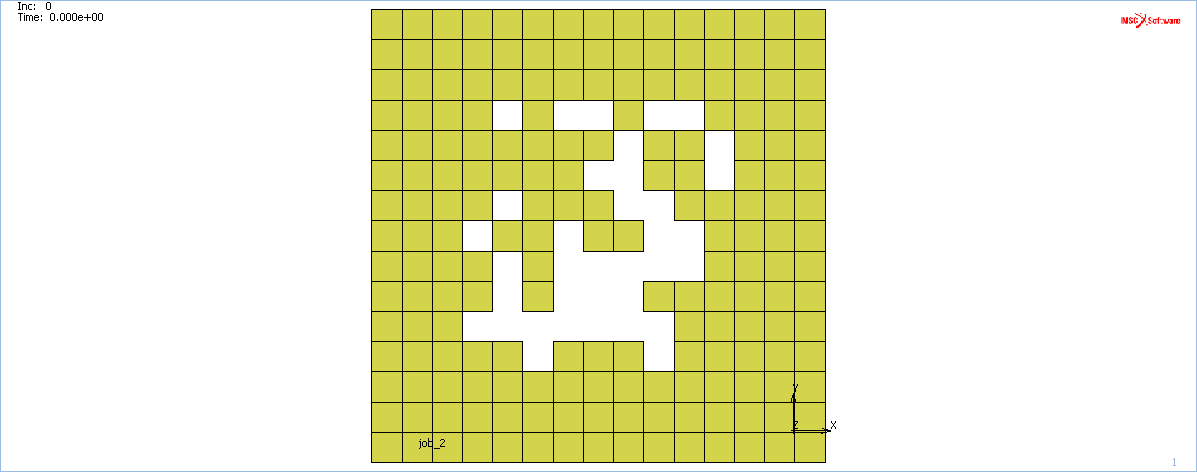 Inc: 0
Time: 0.000e+00
MSC Software
Y
Z X
job_2
1